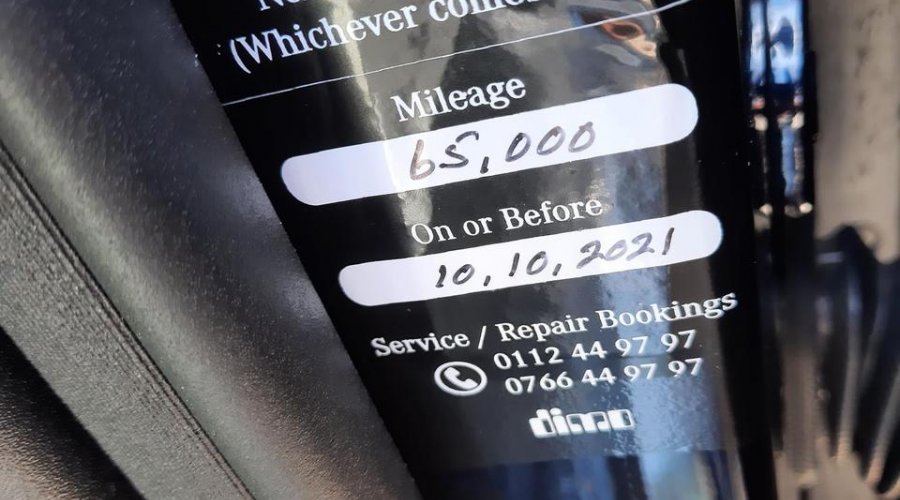 (Whichever
Mileage
65,000
On or Before
10,10,2021
Service / Repair Bookings
0112 44 97 97
0766 44 97 97
dimo